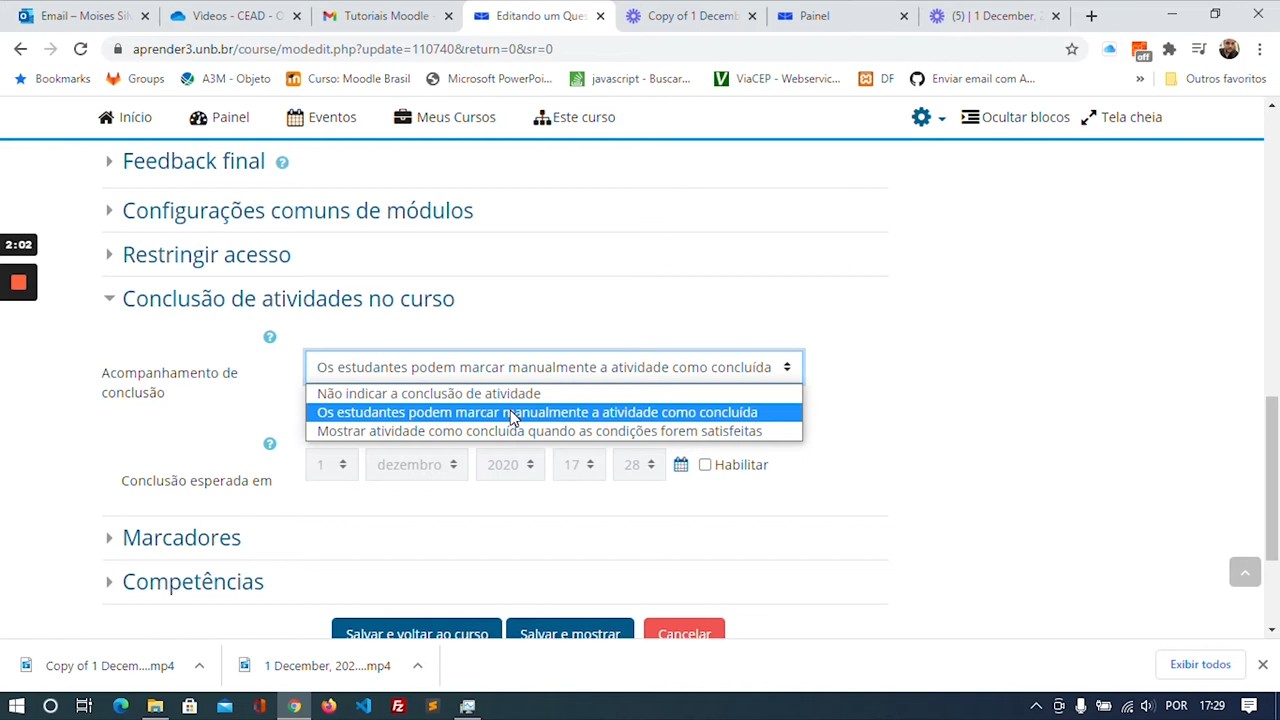 Email – Moises Sil
Videos - CEAD - O
Tutoriais Moodle -
Editando um Ques
Copy of 1 Decemb
Painel
(5) | 1 December, 2
aprender3.unb.br/course/modedit.php?update=110740&return=0&sr=0
off
Bookmarks
Groups
A3M - Objeto
Curso: Moodle Brasil
Microsoft PowerPoi...
javascript - Buscar...
ViaCEP - Webservic...
DF
Enviar email com A...
»
Outros favoritos
Início
Painel
Eventos
Meus Cursos
Este curso
Ocultar blocos
Tela cheia
Feedback final
Configurações comuns de módulos
2:02
Restringir acesso
Conclusão de atividades no curso
Acompanhamento de
conclusão
Os estudantes podem marcar manualmente a atividade como concluída
Não indicar a conclusão de atividade
Os estudantes podem marcar manualmente a atividade como concluída
Mostrar atividade como concluída quando as condições forem satisfeitas
Conclusão esperada em
1
dezembro
2020
17
28
Habilitar
Marcadores
Competências
Salvar e voltar ao curso
Salvar e mostrar
Cancelar
Copy of 1 Decem....mp4
1 December, 202....mp4
Exibir todos
POR
17:29